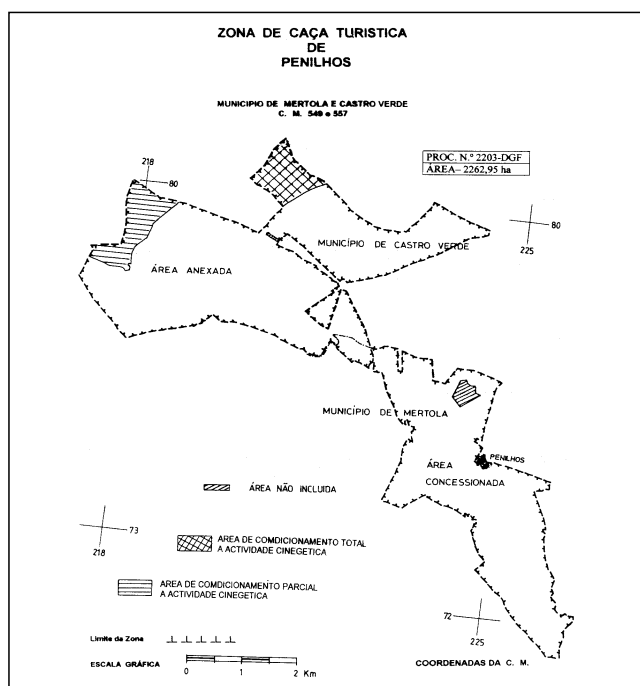 ZONA DE CAÇA TURISTICA
DE
PENILHOS
MUNICIPIO DE MERTOLA E CASTRO VERDE
C. M. 549 e 557
PROC. N.º 2203-DGF
ÁREA– 2262,95 ha
218
80
80
225
MUNICÍPIO DE CASTRO VERDE
ÁREA ANEXADA
MUNICÍPIO DE MERTOLA
PENILHOS
ÁREA
CONCESSIONADA
ÁREA NÃO INCLUIDA
73
218
AREA DE COMDICIONAMENTO TOTAL
A ACTIVIDADE CINEGETICA
AREA DE COMDICIONAMENTO PARCIAL
A ACTIVIDADE CINEGETICA
72
225
Limite da Zona
ESCALA GRÁFICA
0 1 2 Km
COORDENADAS DA C. M.